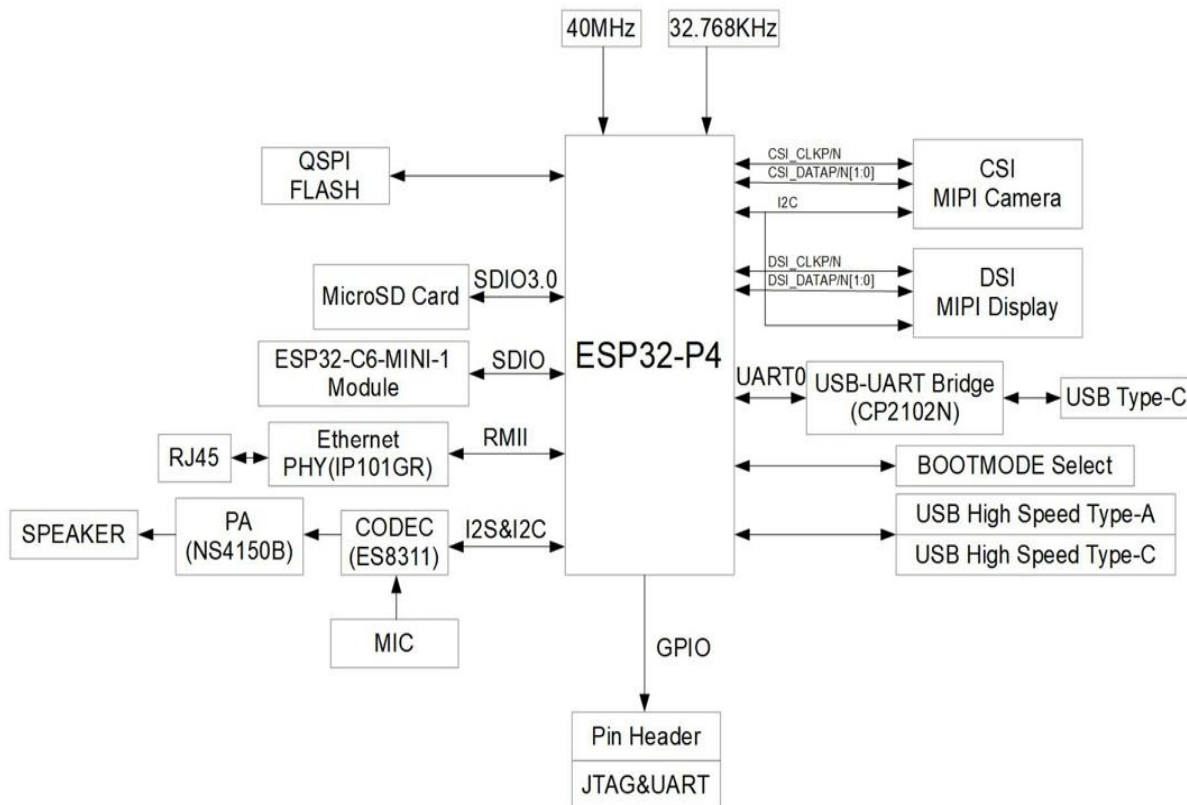 40MHz
32.768KHz
QSPI
FLASH
CSI_CLKP/N
CSI_DATAP/N[1:0]
I2C
CSI
MIPI Camera
MicroSD Card
SDIO3.0
DSI_CLKP/N
DSI_DATAP/N[1:0]
DSI
MIPI Display
ESP32-P4
ESP32-C6-MINI-1
Module
SDIO
UART0
USB-UART Bridge
(CP2102N)
USB Type-C
RJ45
Ethernet
PHY(IP101GR)
RMII
BOOTMODE Select
SPEAKER
PA
(NS4150B)
CODEC
(ES8311)
I2S&I2C
USB High Speed Type-A
USB High Speed Type-C
MIC
GPIO
Pin Header
JTAG&UART